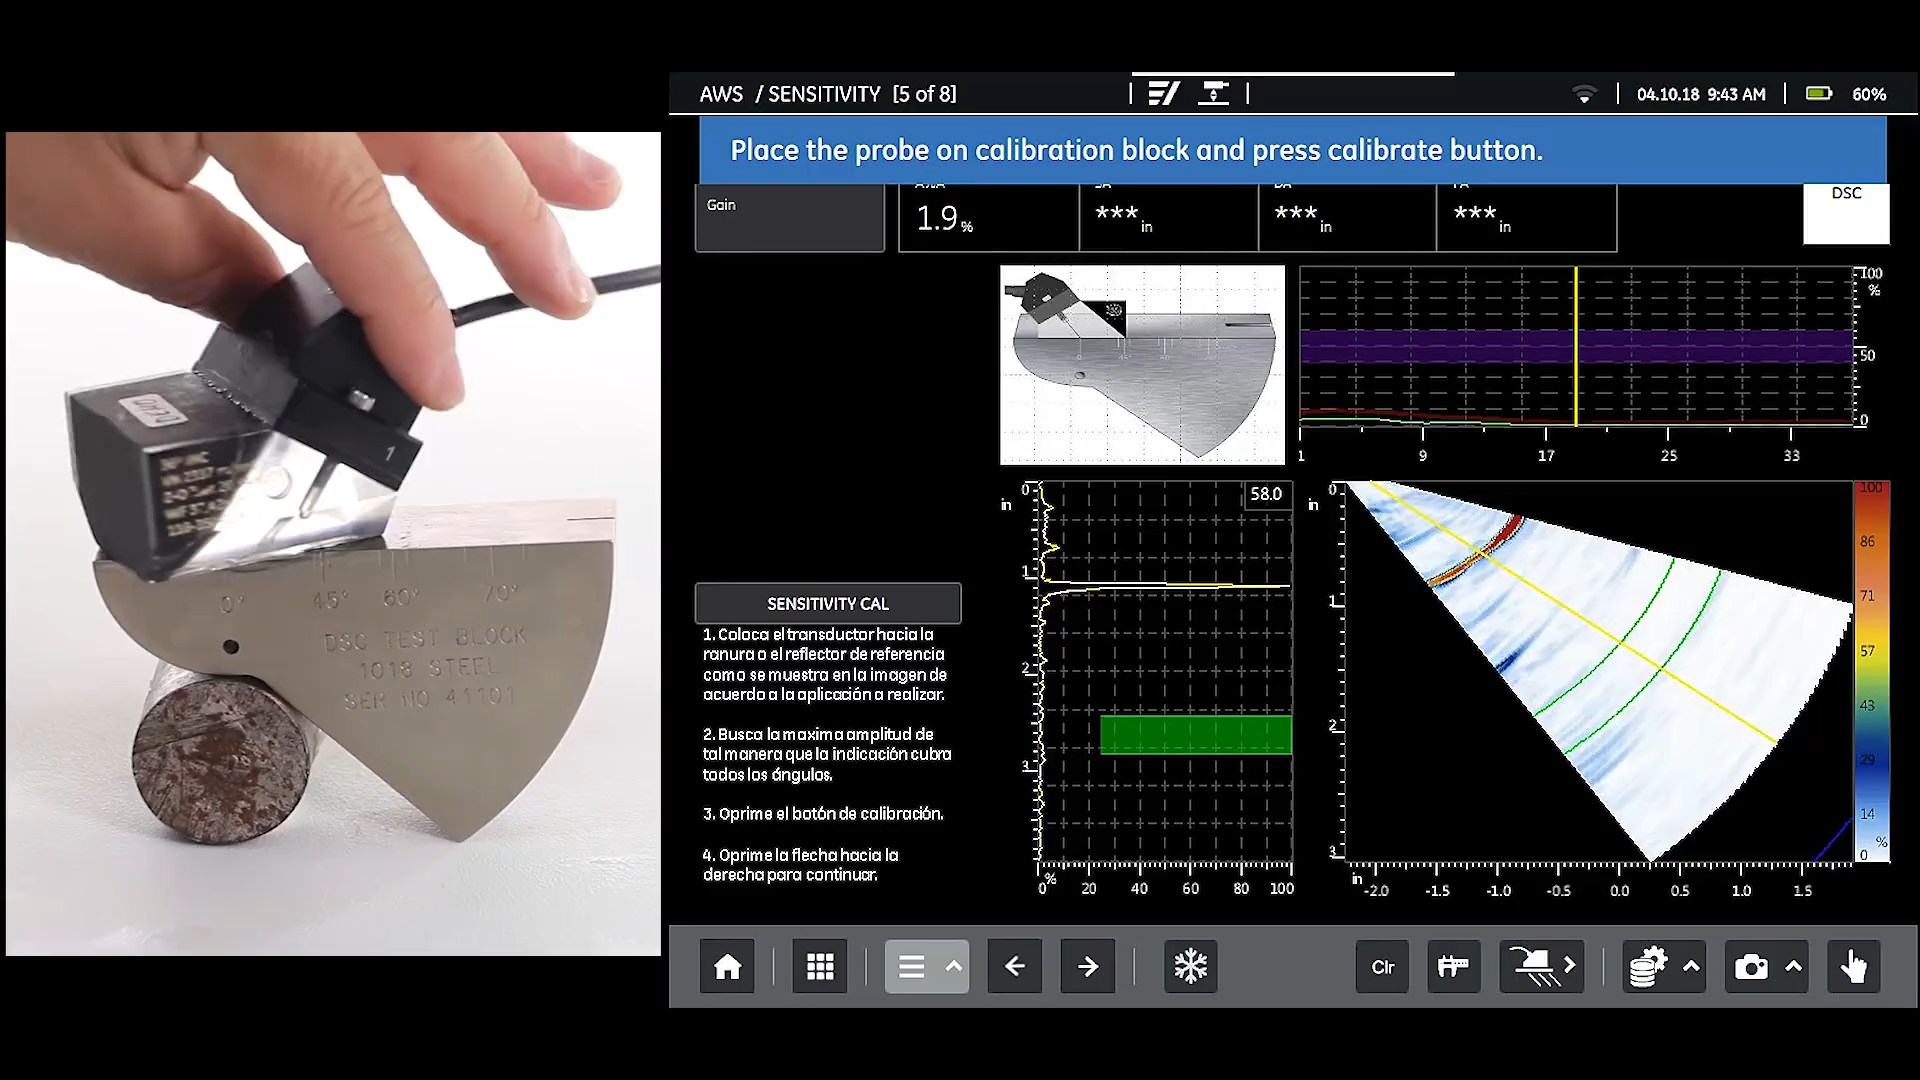 AWS / SENSITIVITY [5 of 8]
04.10.18 9:43 AM
60%
Place the probe on calibration block and press calibrate button.
Gain
1.9 %
*** in
*** in
*** in
DSC
SENSITIVITY CAL
1. Coloca el transductor hacia la
ranura o el reflector de referencia
como se muestra en la imagen de
acuerdo a la aplicación a realizar.
2. Busca la maxima amplitud de
tal manera que la indicación cubra
todos los ángulos.
3. Oprime el botón de calibración.
4. Oprime la flecha hacia la
derecha para continuar.
100
%
50
0
1 9 17 25 33
in
0
1
2
3
58.0
% 0 20 40 60 80 100
in
0
1
2
3
in -2.0 -1.5 -1.0 -0.5 0.0 0.5 1.0 1.5
100
86
71
57
43
29
14
0 %
Clr
1
0° 45° 60° 70°
DSC TEST BLOCK
1018 STEEL
SER NO 41101